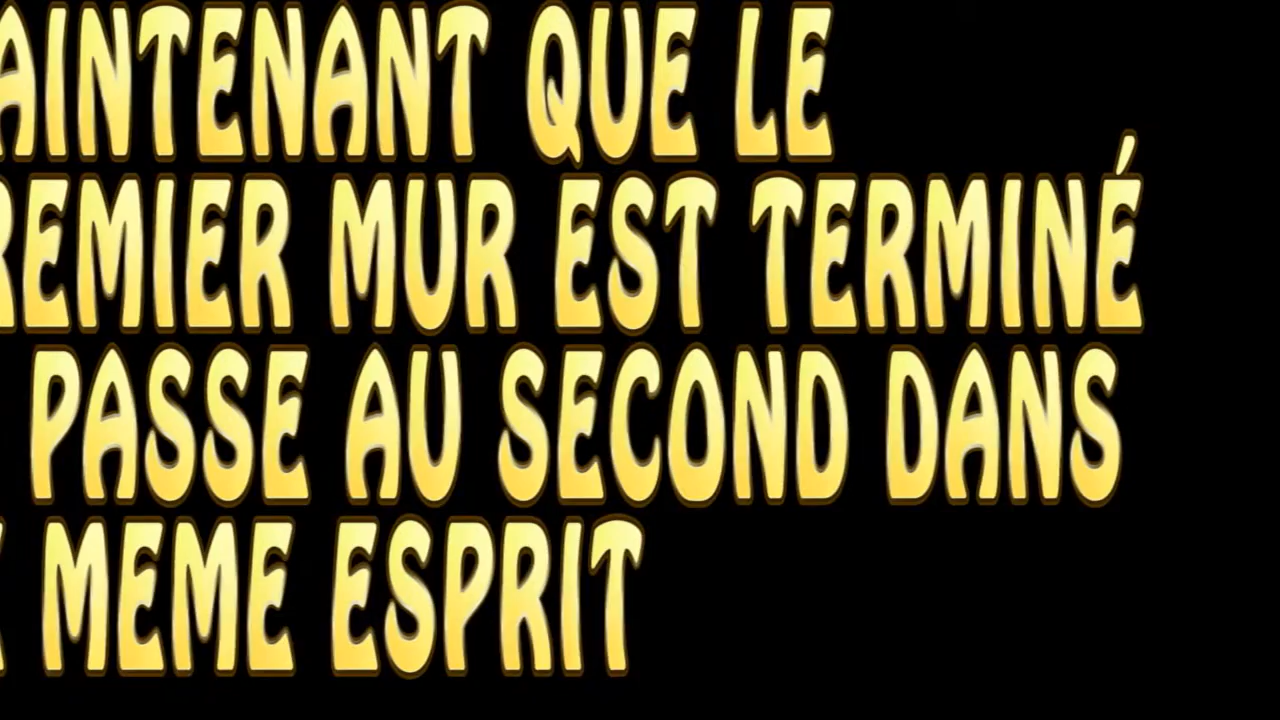 AINTENANT QUE LE
REMIER MUR EST TERMINÉ
PASSE AU SECOND DANS
MEME ESPRIT